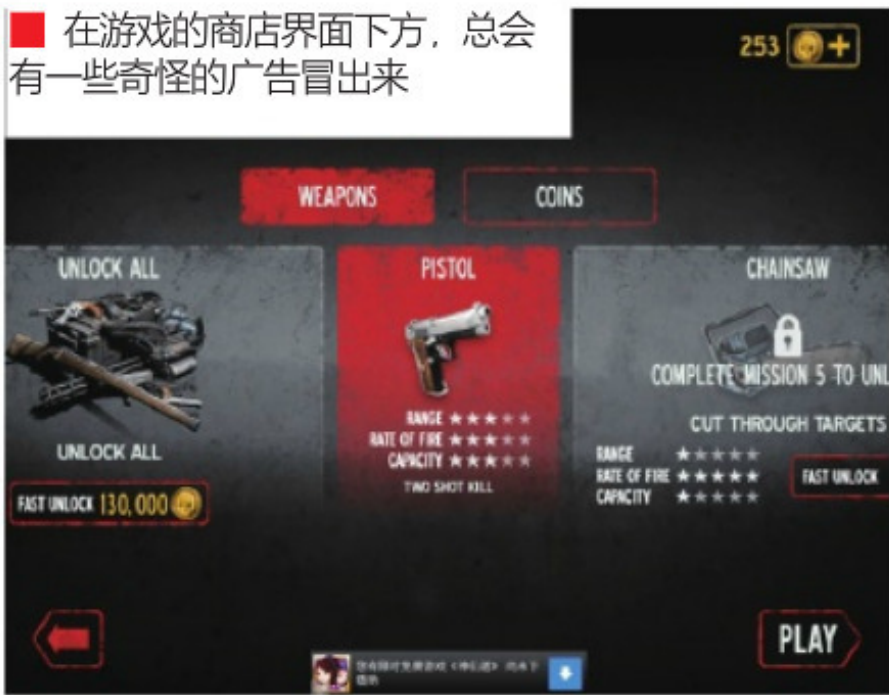 在游戏的商店界面下方，总会
有一些奇怪的广告冒出来
253
WEAPONS
COINS
UNLOCK ALL
UNLOCK ALL
FAST UNLOCK 130,000
PISTOL
RANGE
RATE OF FIRE
CAPACITY
TWO SHOT KILL
CHAINSAW
COMPLETE MISSION 5 TO UNL
CUT THROUGH TARGETS
RANGE
RATE OF FIRE
CAPACITY
FAST UNLOCK
PLAY